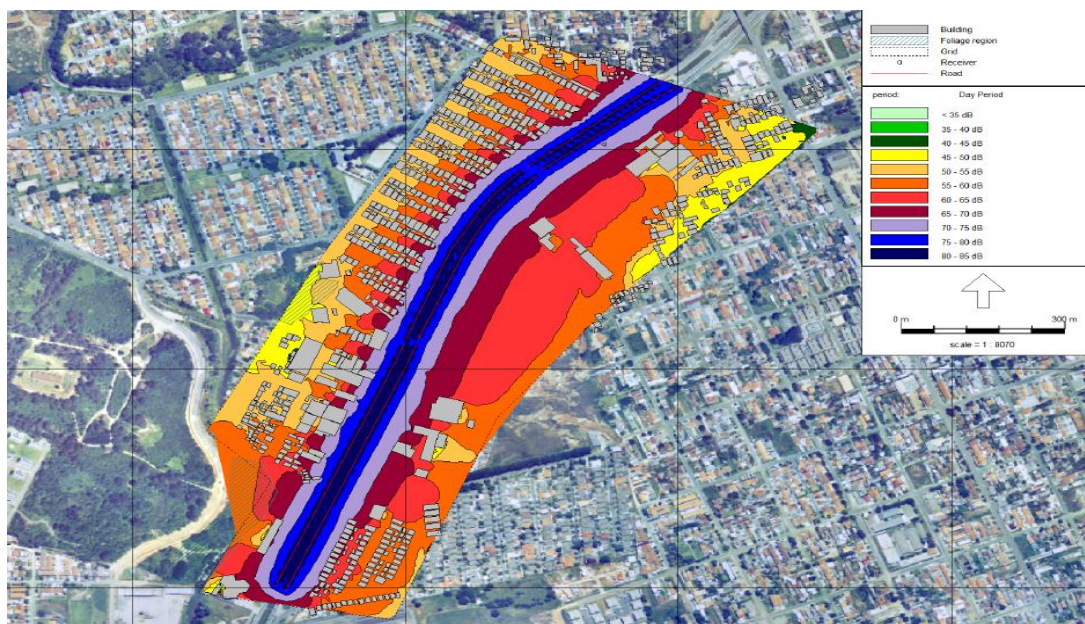 Building
Foliage region
Grid
Receiver
Road
period: Day Period
< 35 dB
35 - 40 dB
40 - 45 dB
45 - 50 dB
50 - 55 dB
55 - 60 dB
60 - 65 dB
65 - 70 dB
70 - 75 dB
75 - 80 dB
80 - 85 dB
0 m 300 m
scale = 1 : 8070